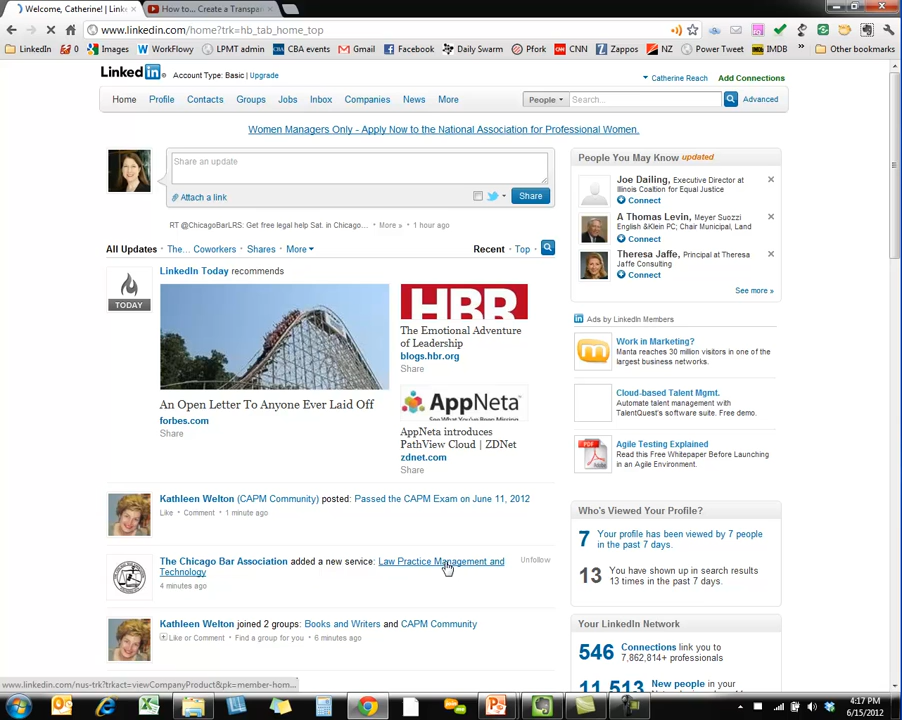 Welcome, Catherine! | Link
How to... Create a Transpar
www.linkedin.com/home?trk=hb_tab_home_top
LinkedIn 0 Images WorkFlowy LPMT admin CBA events Gmail Facebook Daily Swarm Pfork CNN Zappos NZ Power Tweet IMDB » Other bookmarks
Linked in Account Type: Basic | Upgrade
Catherine Reach Add Connections
Home Profile Contacts Groups Jobs Inbox Companies News More People Search... Advanced
Women Managers Only - Apply Now to the National Association for Professional Women.
Share an update
Attach a link
Share
RT @ChicagoBarLRS: Get free legal help Sat. in Chicago... • More » • 1 hour ago
All Updates • The... Coworkers • Shares • More Recent • Top
LinkedIn Today recommends
TODAY
An Open Letter To Anyone Ever Laid Off
forbes.com
Share
HBR
The Emotional Adventure
of Leadership
blogs.hbr.org
Share
AppNeta
See What You've Been Missing
AppNeta introduces
PathView Cloud | ZDNet
zdnet.com
Share
Kathleen Welton (CAPM Community) posted: Passed the CAPM Exam on June 11, 2012
Like • Comment • 1 minute ago
The Chicago Bar Association added a new service: Law Practice Management and
Technology
Unfollow
4 minutes ago
Kathleen Welton joined 2 groups: Books and Writers and CAPM Community
Like or Comment • Find a group for you • 6 minutes ago
People You May Know updated
Joe Dailing, Executive Director at
Illinois Coalition for Equal Justice
Connect
A Thomas Levin, Meyer Suozzi
English &Klein PC; Chair Municipal, Land
Connect
Theresa Jaffe, Principal at Theresa
Jaffe Consulting
Connect
See more »
Ads by LinkedIn Members
Work in Marketing?
Manta reaches 30 million visitors in one of the
largest business networks.
Cloud-based Talent Mgmt.
Automate talent management with
TalentQuest's software suite. Free demo.
PDF
Agile Testing Explained
Read this Free Whitepaper Before Launching
in an Agile Environment.
Who's Viewed Your Profile?
7 Your profile has been viewed by 7 people
in the past 7 days.
13 You have shown up in search results
13 times in the past 7 days.
Your LinkedIn Network
546 Connections link you to
7,862,814+ professionals
11,513 New people in your
www.linkedin.com/nus-trk?trkact=viewCompanyProduct&pk=member-hom...
4:17 PM
6/15/2012